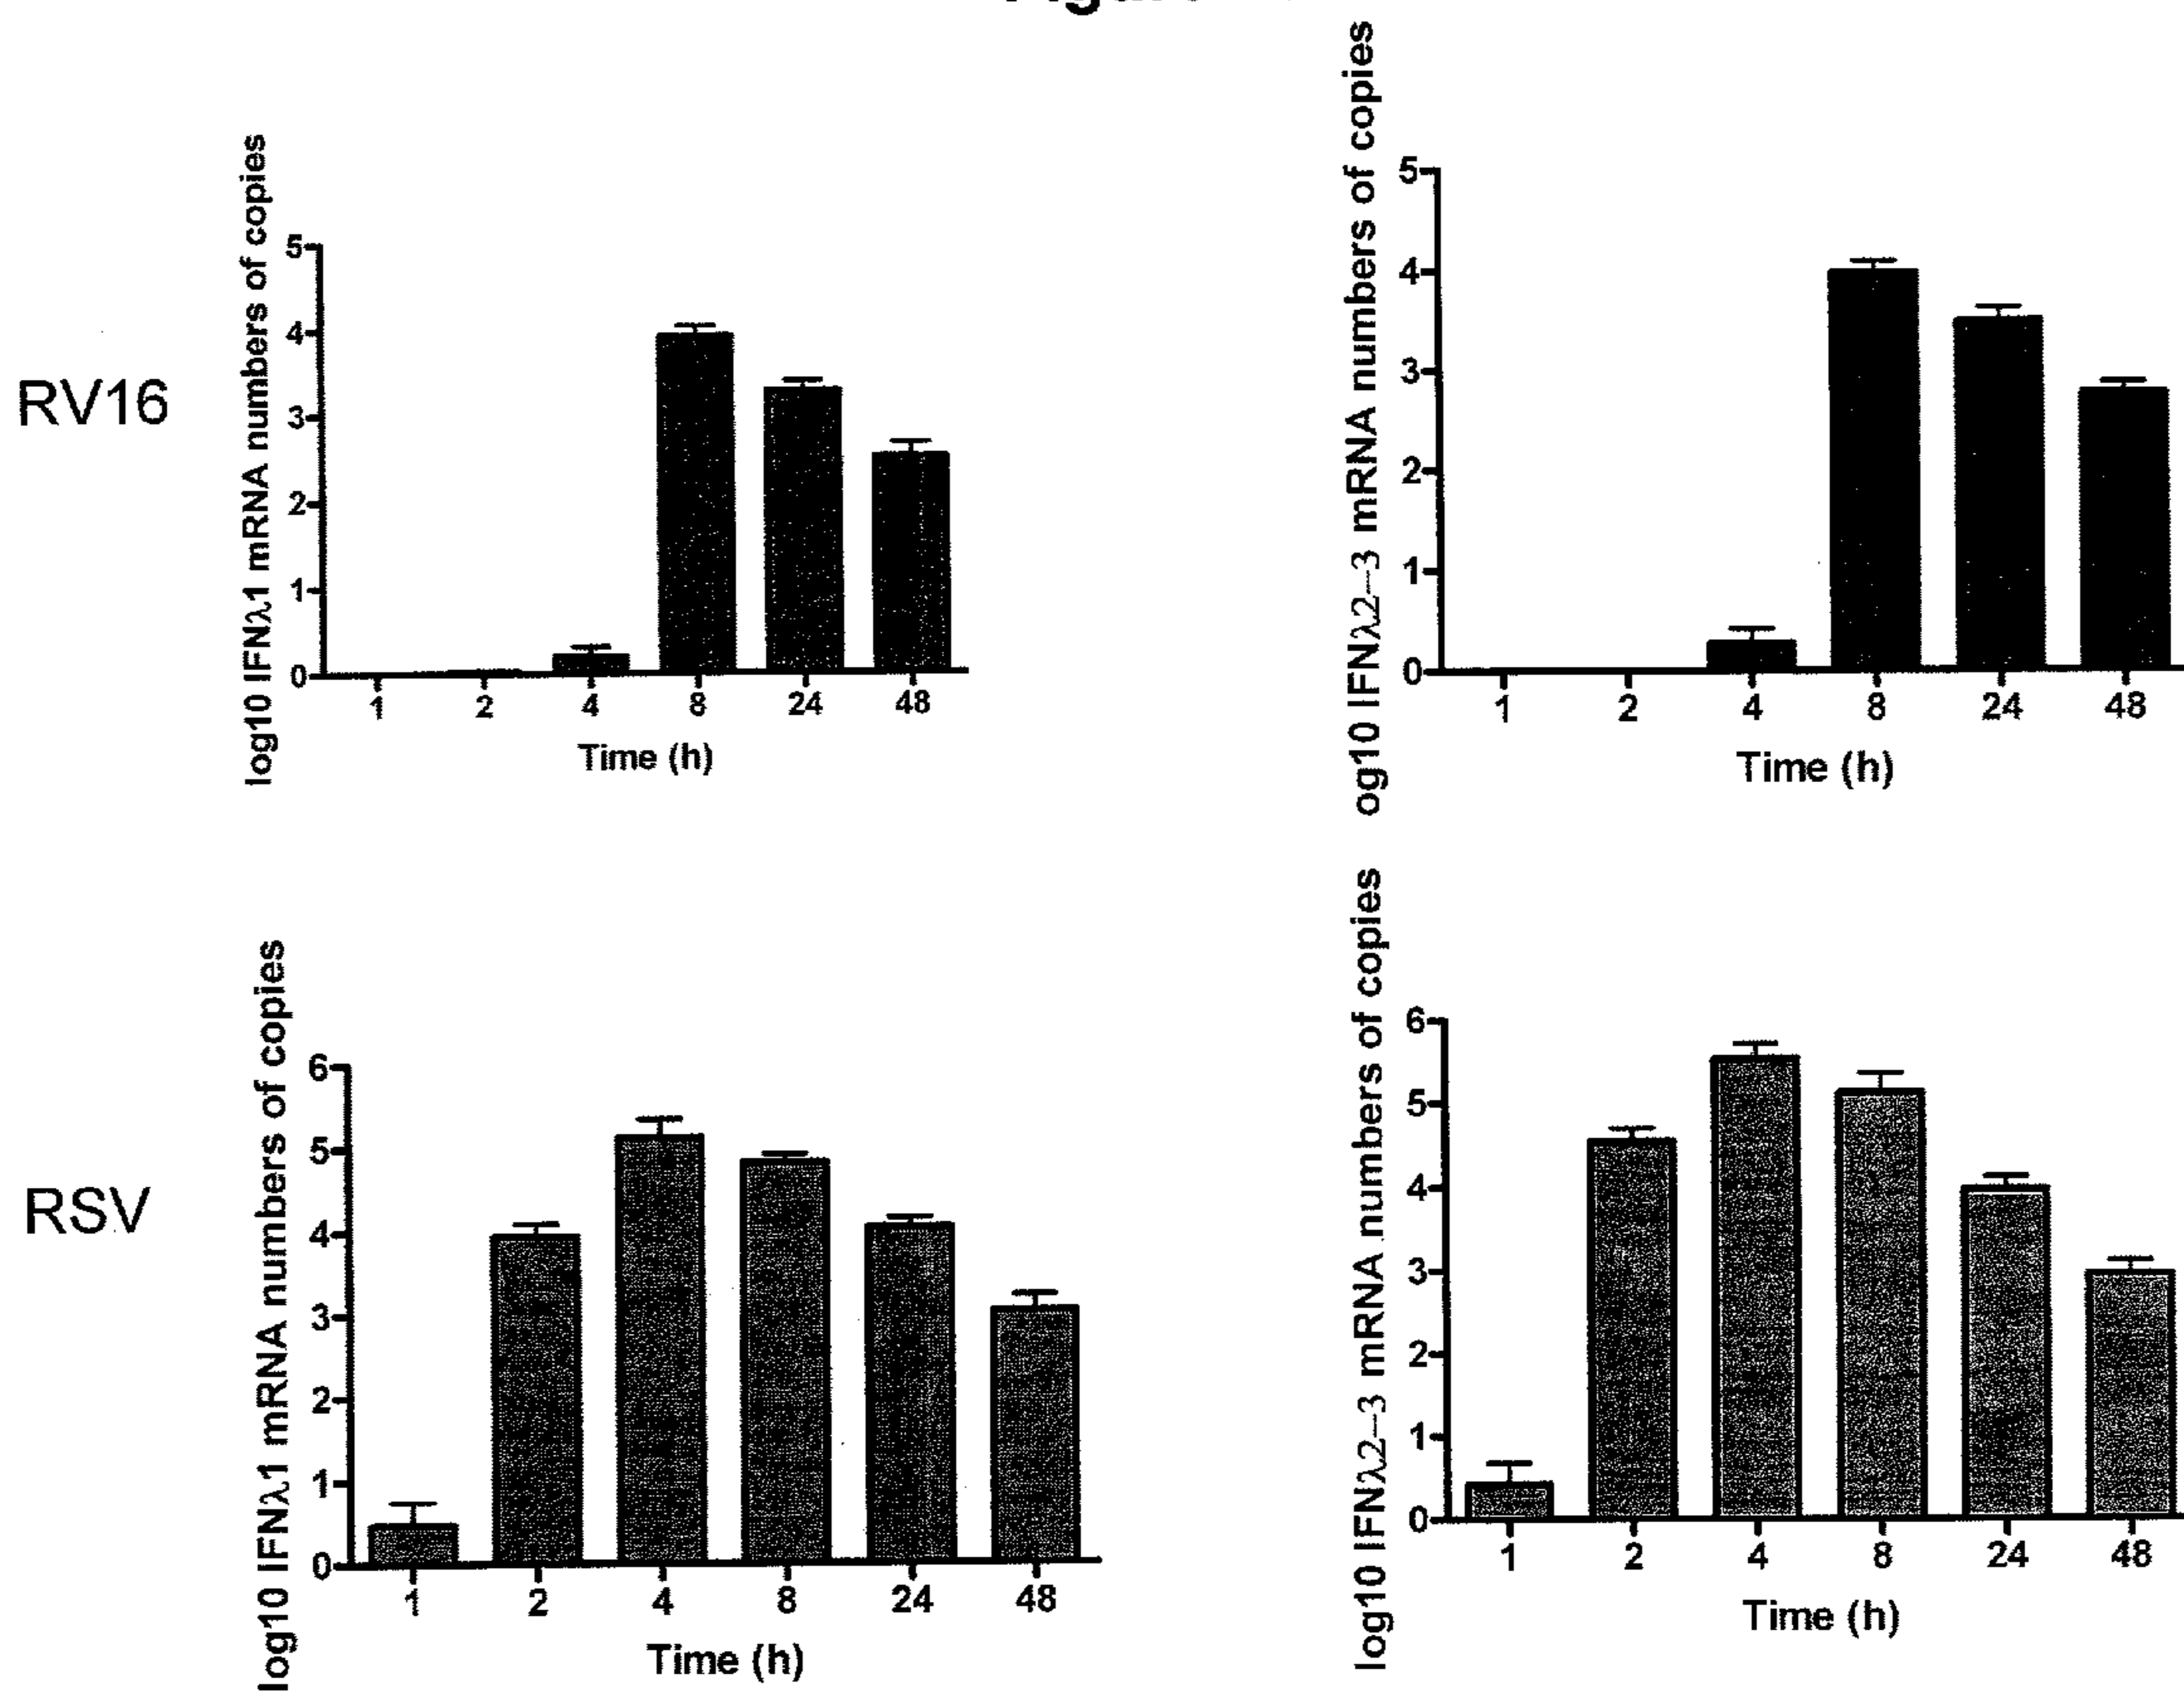 log10 IFNλ1 mRNA numbers of copies
5
4
3
2
1
0
1 2 4 8 24 48
Time (h)
RV16
og10 IFNλ2–3 mRNA numbers of copies
5
4
3
2
1
0
1 2 4 8 24 48
Time (h)
log10 IFNλ1 mRNA numbers of copies
6
5
4
3
2
1
0
1 2 4 8 24 48
Time (h)
RSV
log10 IFNλ2–3 mRNA numbers of copies
6
5
4
3
2
1
0
1 2 4 8 24 48
Time (h)